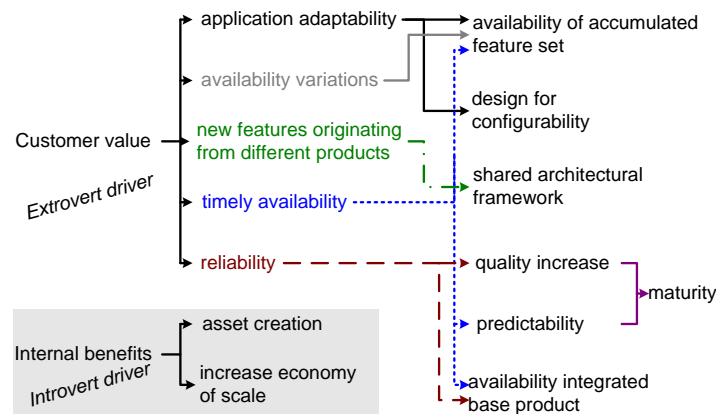 application adaptability
availability of accumulated
feature set
availability variations
design for
configurability
Customer value
new features originating
from different products
shared architectural
framework
Extrovert driver
timely availability
reliability
quality increase
maturity
predictability
asset creation
Internal benefits
Introvert driver
increase economy
of scale
availability integrated
base product